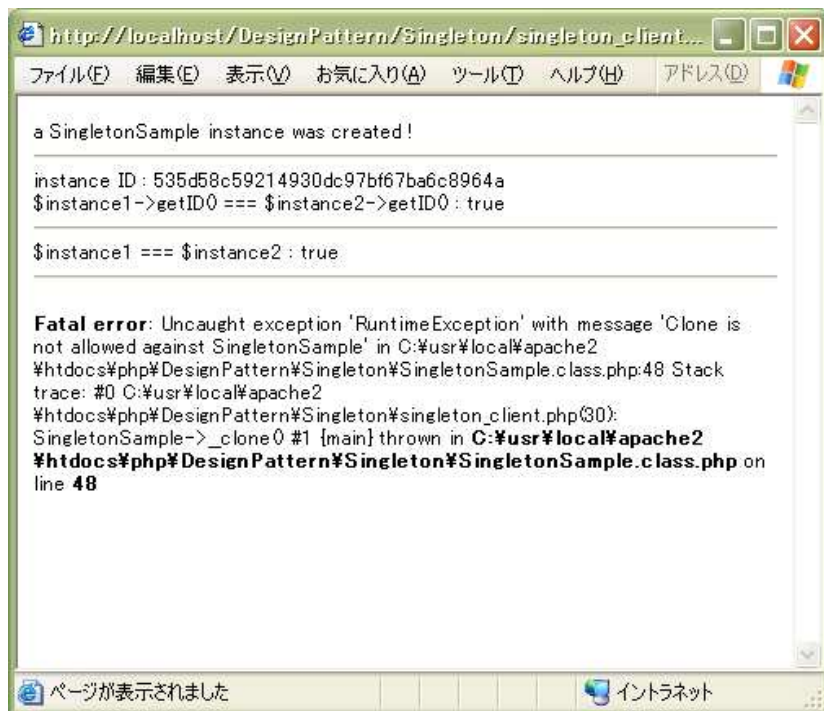 http://localhost/DesignPattern/Singleton/singleton_client...
ファイル(F) 編集(E) 表示(V) お気に入り(A) ツール(T) ヘルプ(H) アドレス(D)
a SingletonSample instance was created !
instance ID : 535d58c59214930dc97bf67ba6c8964a
$instance1->getID() === $instance2->getID() : true
$instance1 === $instance2 : true
Fatal error: Uncaught exception 'RuntimeException' with message 'Clone is
not allowed against SingletonSample' in C:¥usr¥local¥apache2
¥htdocs¥php¥DesignPattern¥Singleton¥SingletonSample.class.php:48 Stack
trace: #0 C:¥usr¥local¥apache2
¥htdocs¥php¥DesignPattern¥Singleton¥singleton_client.php(30):
SingletonSample->__clone() #1 {main} thrown in C:¥usr¥local¥apache2
¥htdocs¥php¥DesignPattern¥Singleton¥SingletonSample.class.php on
line 48
ページが表示されました イントラネット